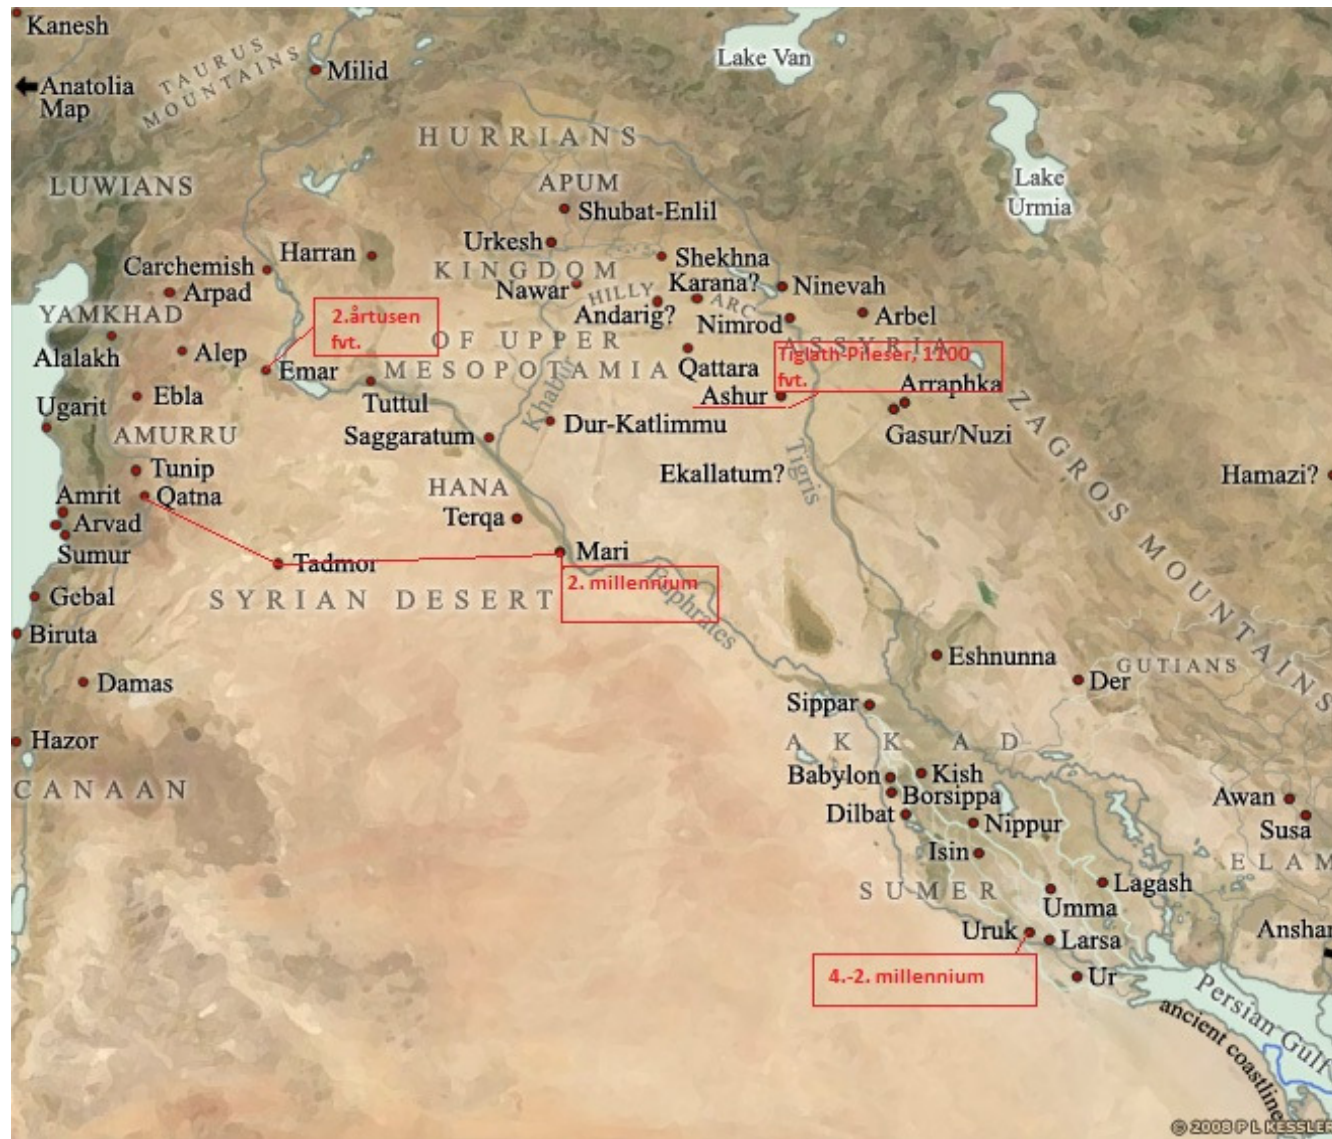 Kanesh
Lake Van
TAURUS
MOUNTAINS
Milid
Anatolia
Map
HURRIANS
LUWIANS
APUM
Lake
Urmia
Shubat-Enlil
Urkesh
Harran
Shekhna
Carchemish
KINGDOM
Karana?
Arpad
Nawar
HILLY
ARC
Ninevah
YAMKHAD
2.årtusen
fvt.
Andarig?
Nimrod
Arbel
OF UPPER
ASSYRIA
Alalakh
Alep
Tiglath-Pileser, 1100
fvt.
Emar
MESOPOTAMIA
Qattara
Arraphka
Ebla
Tuttul
Khabur
Ashur
Ugarit
AMURRU
Saggaratum
Dur-Katlimmu
Gasur/Nuzi
ZAGROS MOUNTAINS
Tunip
Ekallatum?
Tigris
Hamazi?
Qatna
HANA
Amrit
Arvad
Terqa
Sumur
Tadmor
Mari
2. millennium
Euphrates
Gebal
SYRIAN DESERT
Biruta
Eshnunna
GUTIANS
Damas
Der
Sippar
Hazor
AKKAD
CANAAN
Babylon
Kish
Borsippa
Awan
Dilbat
Nippur
Susa
Isin
ELAM
SUMER
Lagash
Umma
Uruk
Larsa
Anshan
4.-2. millennium
Ur
Persian Gulf
ancient coastline
© 2008 P L KESSLER